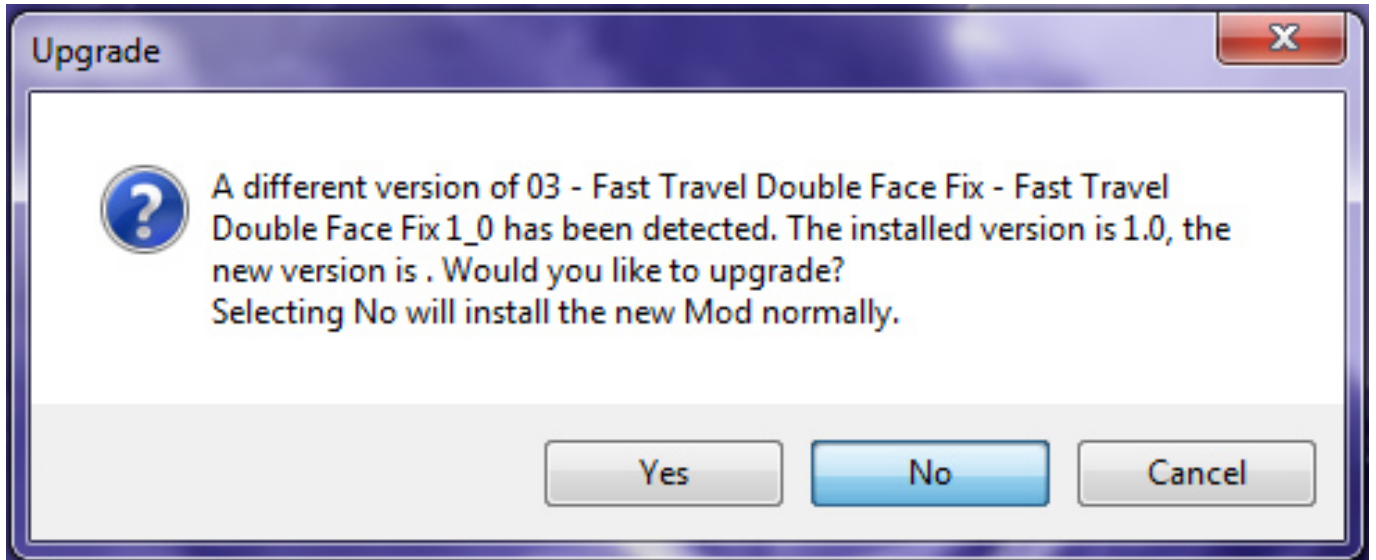 Upgrade
A different version of 03 - Fast Travel Double Face Fix - Fast Travel
Double Face Fix 1_0 has been detected. The installed version is 1.0, the
new version is . Would you like to upgrade?
Selecting No will install the new Mod normally.
Yes No Cancel